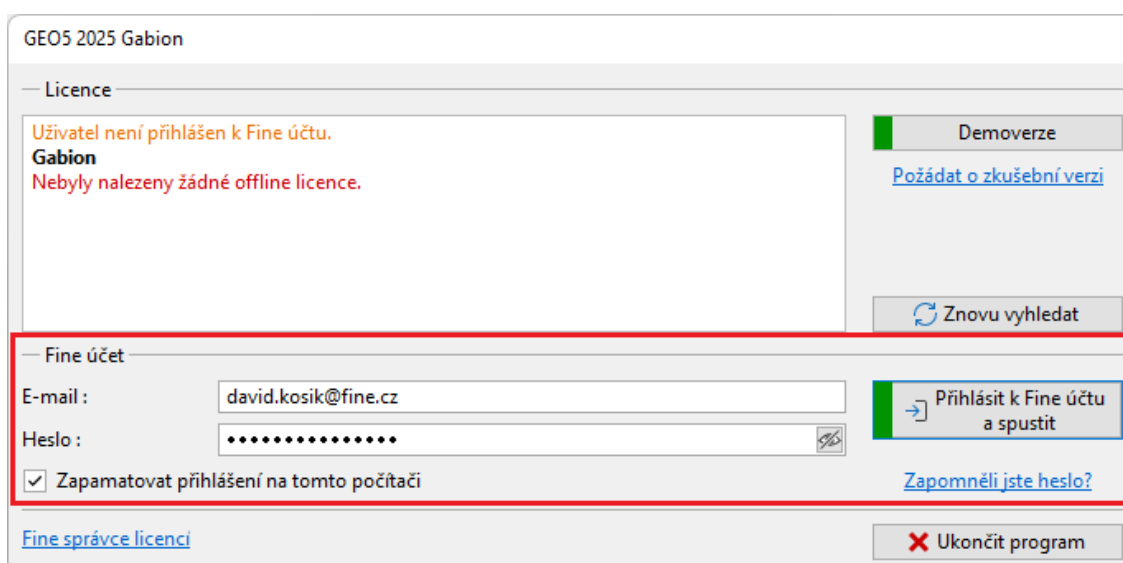 GEO5 2025 Gabion
Licence
Uživatel není přihlášen k Fine účtu.
Gabion
Nebyly nalezeny žádné offline licence.
Demoverze
Požádat o zkušební verzi
Znovu vyhledat
Fine účet
E-mail :
david.kosik@fine.cz
Heslo :
•••••••••••••••
Přihlásit k Fine účtu
a spustit
Zapamatovat přihlášení na tomto počítači
Zapomněli jste heslo?
Fine správce licencí
Ukončit program